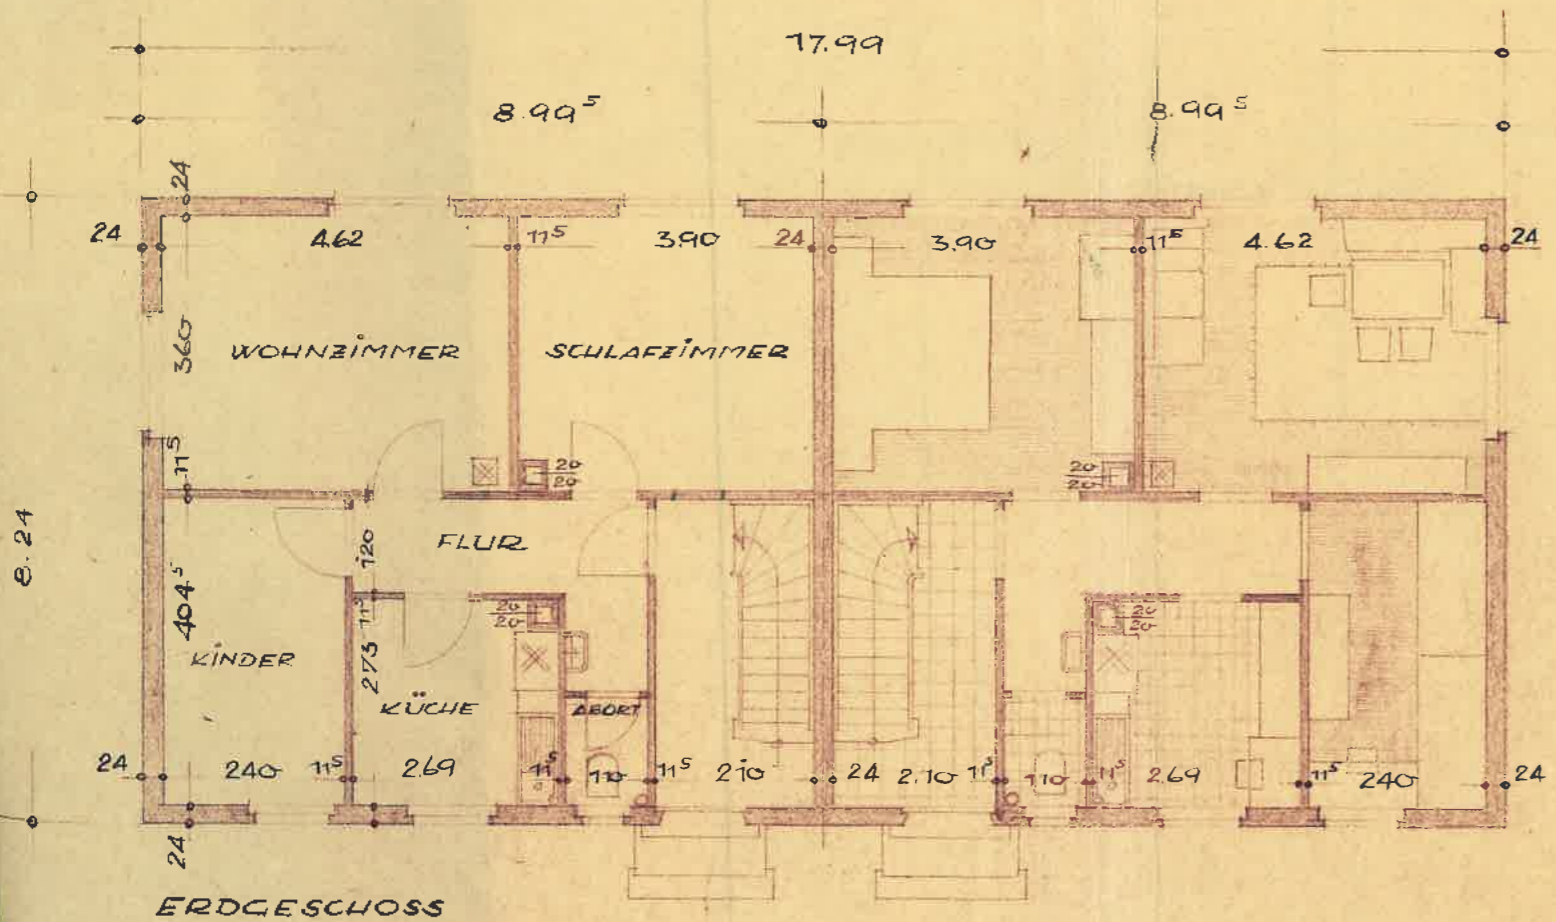 17.99
8.99⁵ 8.99⁵
24
24 4.62 11⁵ 3.90 24 3.90 11⁵ 4.62 24
360 WOHNZIMMER SCHLAFZIMMER
11⁵ 20 20
20 20
8.24 120 FLUR
404⁵ 11⁵ 20 20
20 20
KINDER 273
KÜCHE ABORT
24 240 11⁵ 2.69 11⁵ 110 11⁵ 2.10 24 2.10 11⁵ 110 11⁵ 2.69 11⁵ 240 24
24
ERDGESCHOSS